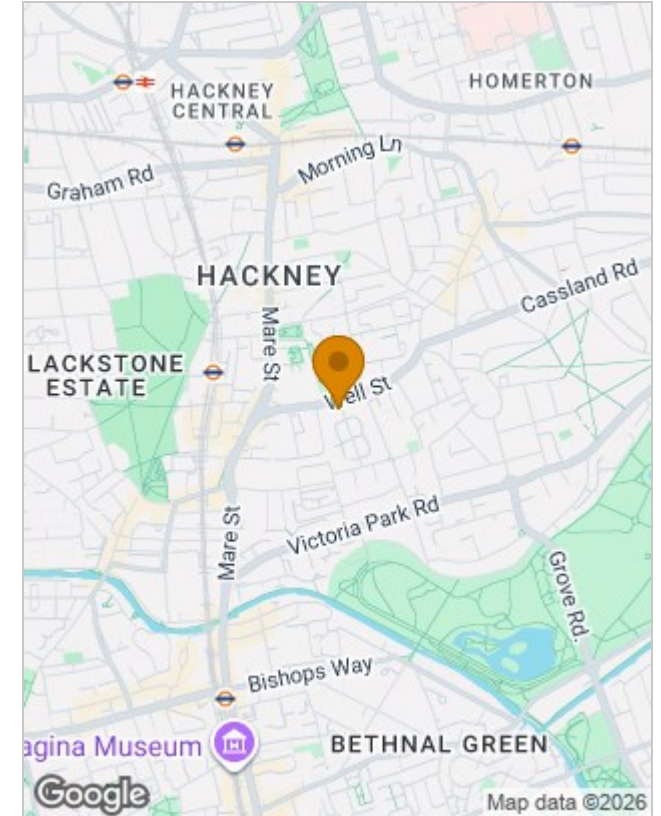 HACKNEY
CENTRAL
HOMERTON
Morning Ln
Graham Rd
HACKNEY
Cassland Rd
Mare St
LACKSTONE
ESTATE
Well St
Victoria Park Rd
Mare St
Grove Rd.
Bishops Way
agina Museum
BETHNAL GREEN
Google
Map data ©2026